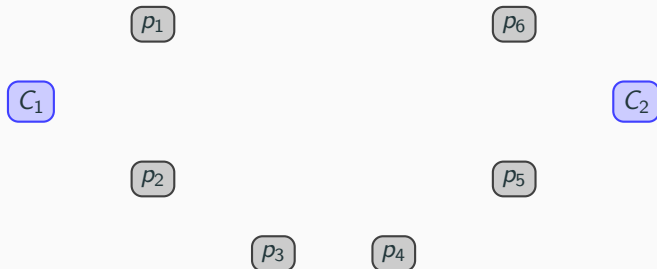 p₁ p₆
C₁ C₂
p₂ p₅
p₃ p₄